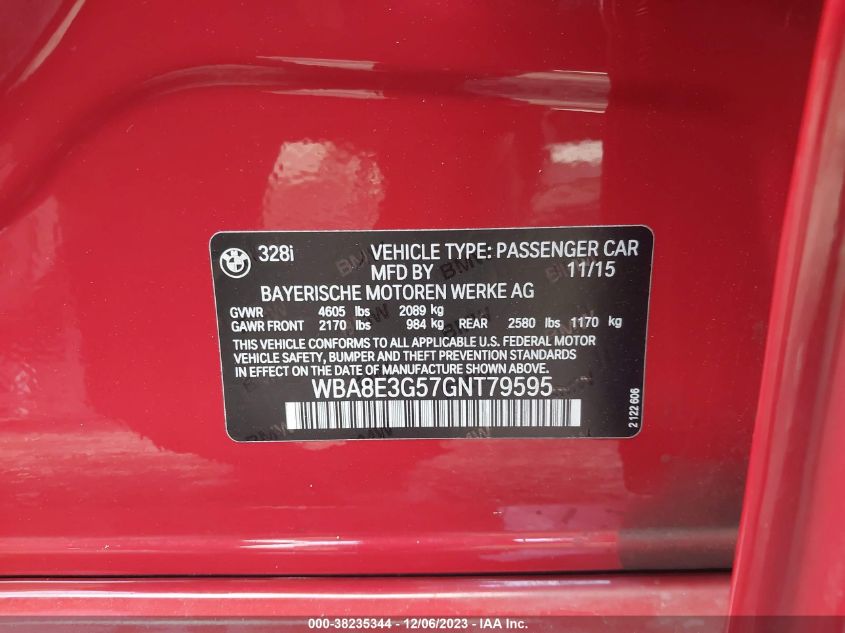 328i VEHICLE TYPE: PASSENGER CAR
MFD BY 11/15
BAYERISCHE MOTOREN WERKE AG
GVWR 4605 lbs 2089 kg
GAWR FRONT 2170 lbs 984 kg REAR 2580 lbs 1170 kg
THIS VEHICLE CONFORMS TO ALL APPLICABLE U.S. FEDERAL MOTOR
VEHICLE SAFETY, BUMPER AND THEFT PREVENTION STANDARDS
IN EFFECT ON THE DATE OF MANUFACTURE SHOWN ABOVE.
WBA8E3G57GNT79595
2 122 606
000-38235344 - 12/06/2023 - IAA Inc.